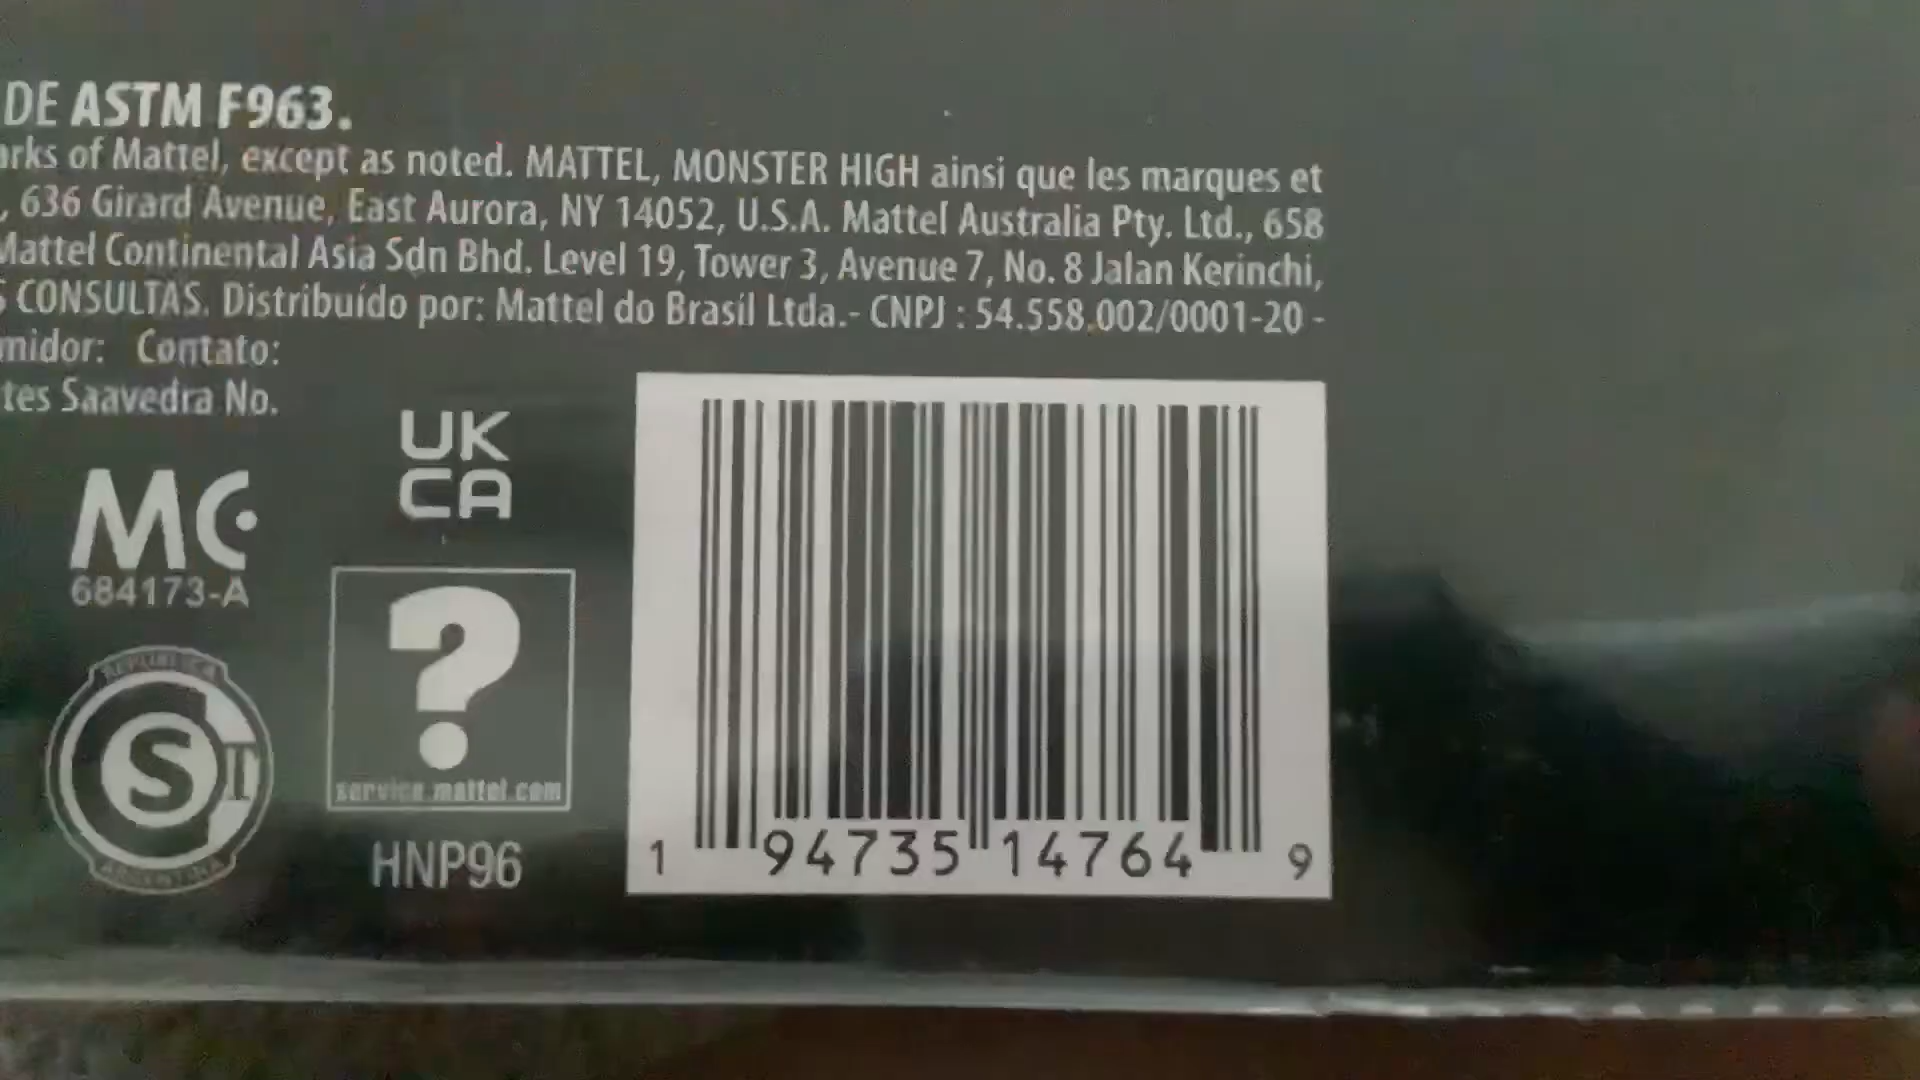 DE ASTM F963.
arks of Mattel, except as noted. MATTEL, MONSTER HIGH ainsi que les marques et
, 636 Girard Avenue, East Aurora, NY 14052, U.S.A. Mattel Australia Pty. Ltd., 658
Mattel Continental Asia Sdn Bhd. Level 19, Tower 3, Avenue 7, No. 8 Jalan Kerinchi,
S CONSULTAS. Distribuído por: Mattel do Brasil Ltda.- CNPJ : 54.558.002/0001-20 -
midor: Contato:
tes Saavedra No.
UK
CA
MC
684173-A
REPUBLICA
S
ARGENTINA
?
service.mattel.com
HNP96
1 94735 14764 9